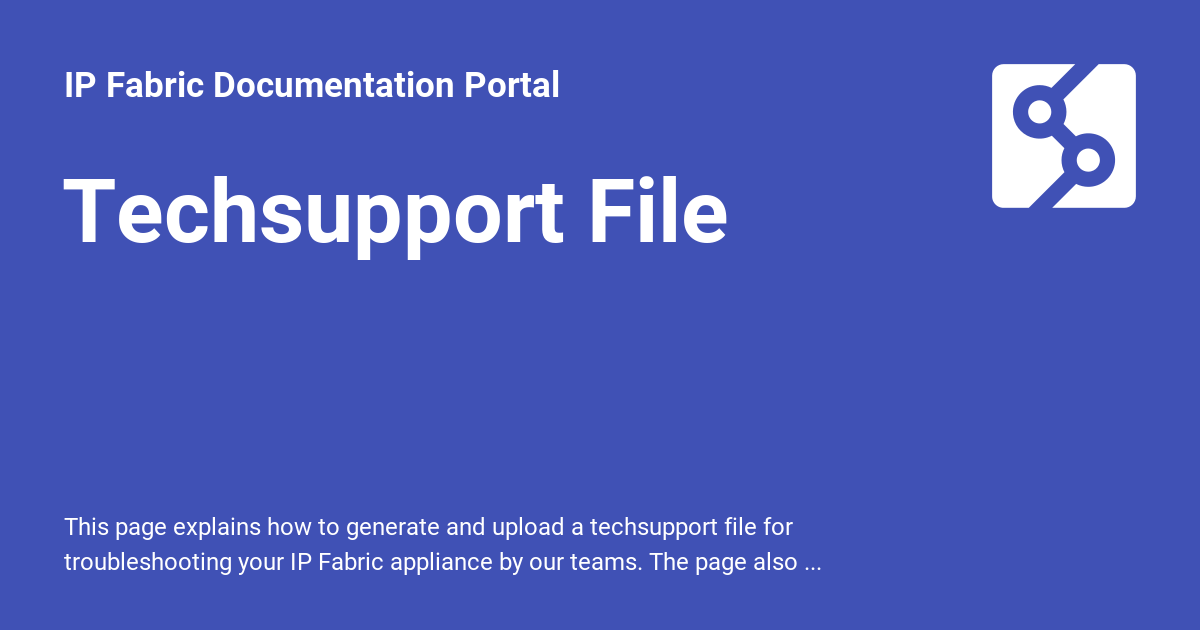 IP Fabric Documentation Portal
Techsupport File
This page explains how to generate and upload a techsupport file for
troubleshooting your IP Fabric appliance by our teams. The page also ...